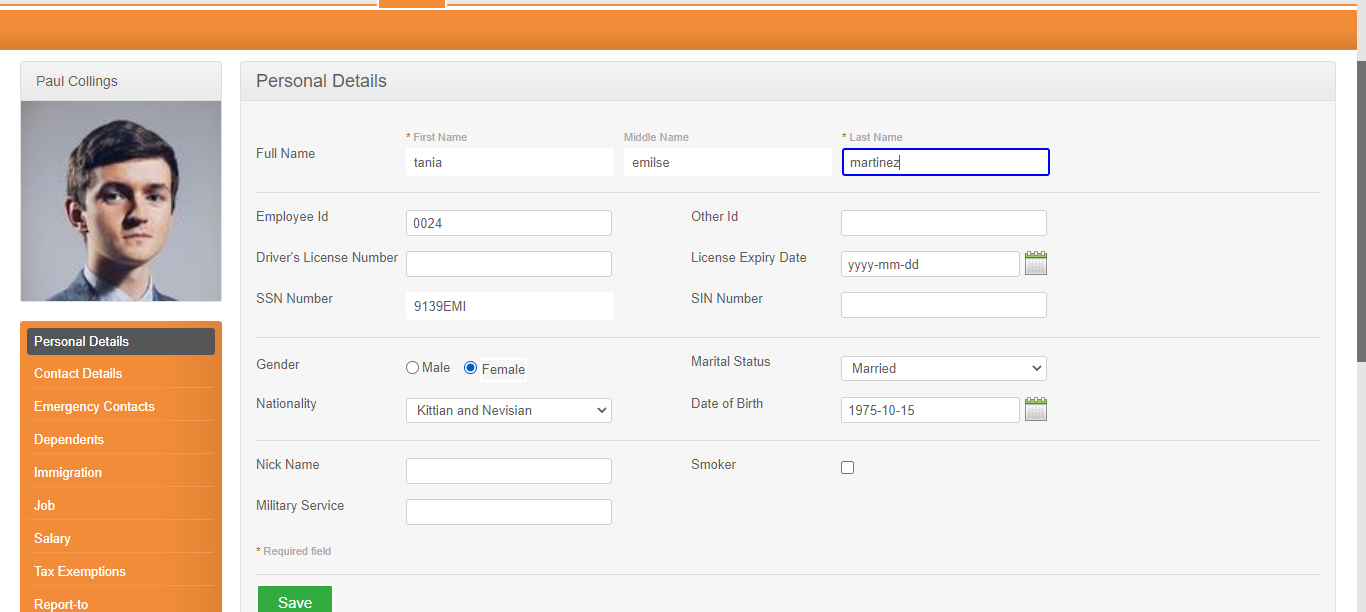 Paul Collings
Personal Details
Contact Details
Emergency Contacts
Dependents
Immigration
Job
Salary
Tax Exemptions
Report-to
Personal Details
* First Name Middle Name * Last Name
Full Name tania emilse martinez
Employee Id 0024 Other Id
Driver's License Number License Expiry Date yyyy-mm-dd
SSN Number 9139EMI SIN Number
Gender Male Female Marital Status Married
Nationality Kittian and Nevisian Date of Birth 1975-10-15
Nick Name Smoker
Military Service
* Required field
Save